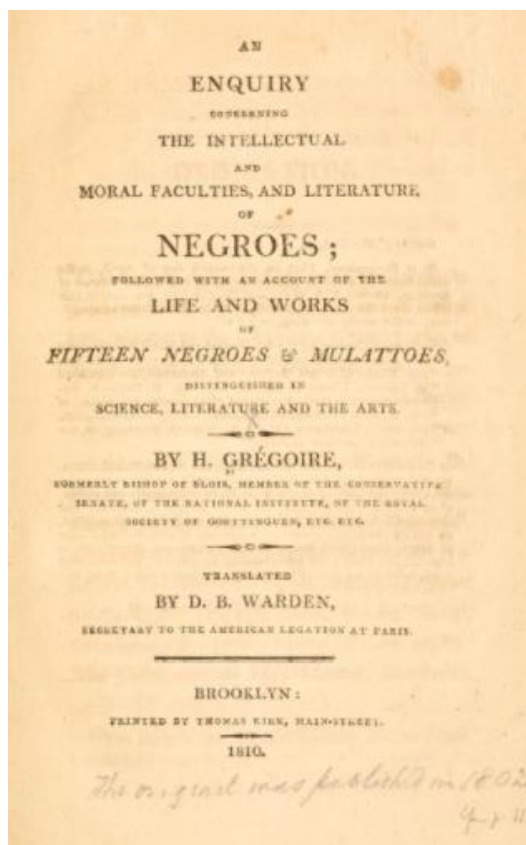 AN
ENQUIRY
CONCERNING
THE INTELLECTUAL
AND
MORAL FACULTIES, AND LITERATURE
OF
NEGROES;
FOLLOWED WITH AN ACCOUNT OF THE
LIFE AND WORKS
OF
FIFTEEN NEGROES & MULATTOES,
DISTINGUISHED IN
SCIENCE, LITERATURE AND THE ARTS.
BY H. GRÉGOIRE,
FORMERLY BISHOP OF BLOIS, MEMBER OF THE CONSERVATIVE
SENATE, OF THE NATIONAL INSTITUTE, OF THE ROYAL
SOCIETY OF GOETTINGUEN, ETC. ETC.
TRANSLATED
BY D. B. WARDEN,
SECRETARY TO THE AMERICAN LEGATION AT PARIS.
BROOKLYN:
PRINTED BY THOMAS KIRK, MAIN-STREET.
1810.
The original was published in 180